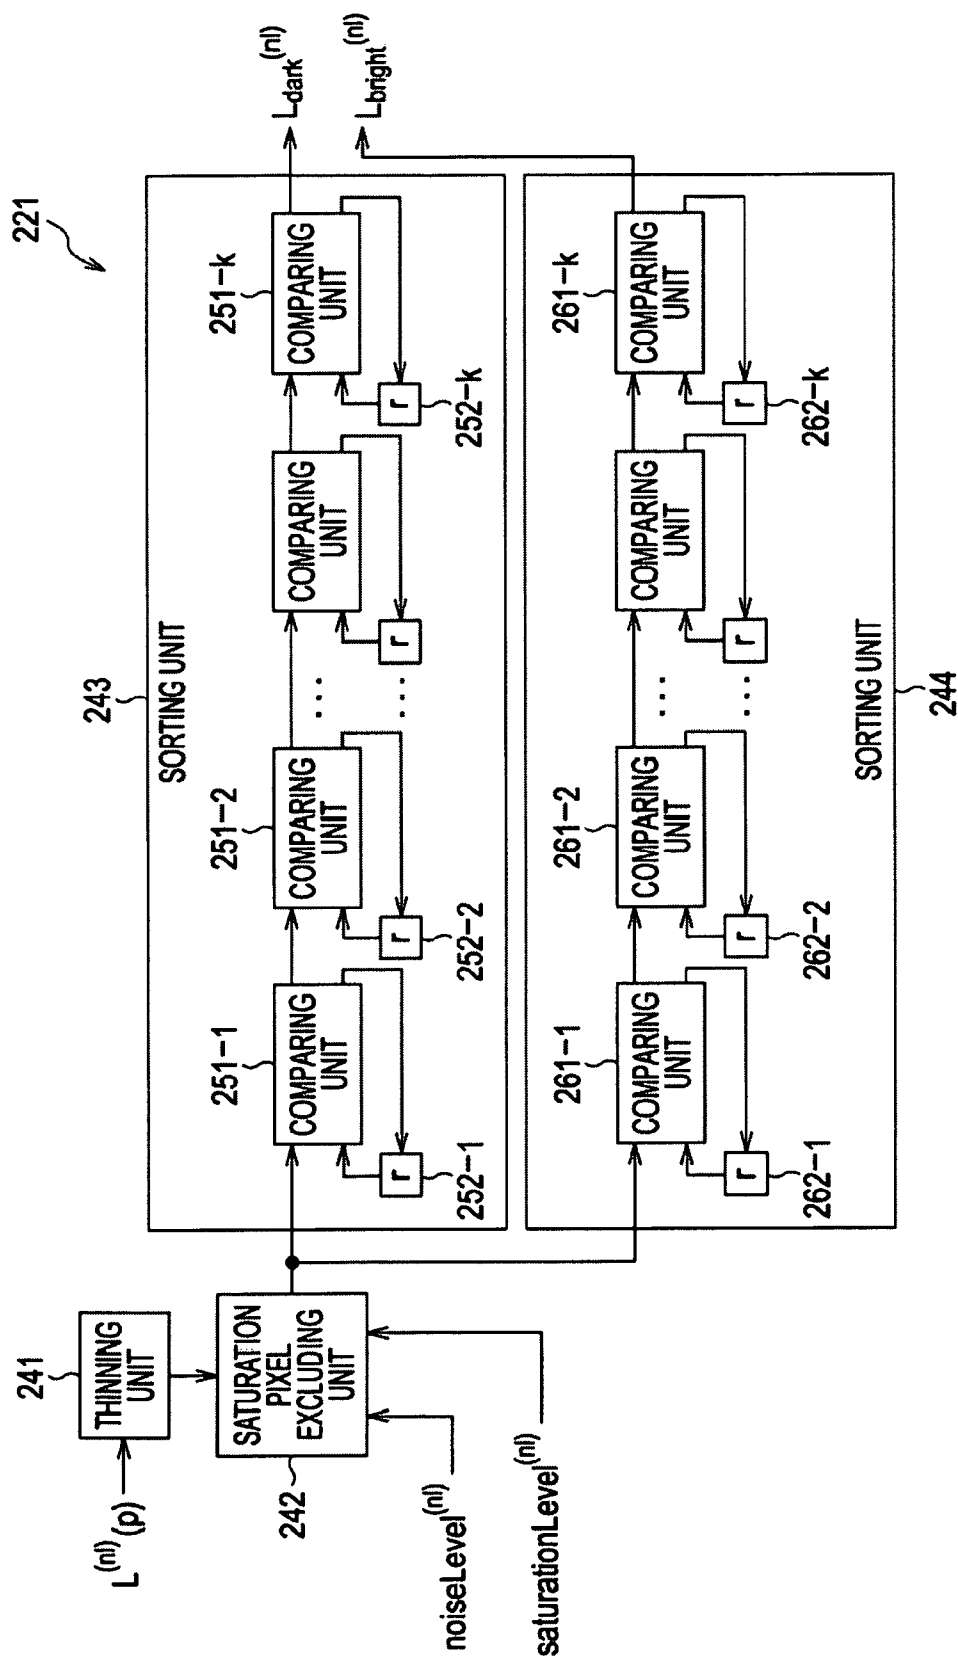 221
L^(nl)(p)
241
THINNING
UNIT
SATURATION
PIXEL
EXCLUDING
UNIT
242
noiseLevel^(nl)
saturationLevel^(nl)
243
SORTING UNIT
251-1
COMPARING
UNIT
r
252-1
251-2
COMPARING
UNIT
r
252-2
...
...
COMPARING
UNIT
r
251-k
COMPARING
UNIT
r
252-k
L_dark^(nl)
261-1
COMPARING
UNIT
r
262-1
261-2
COMPARING
UNIT
r
262-2
...
...
COMPARING
UNIT
r
261-k
COMPARING
UNIT
r
262-k
L_bright^(nl)
SORTING UNIT
244